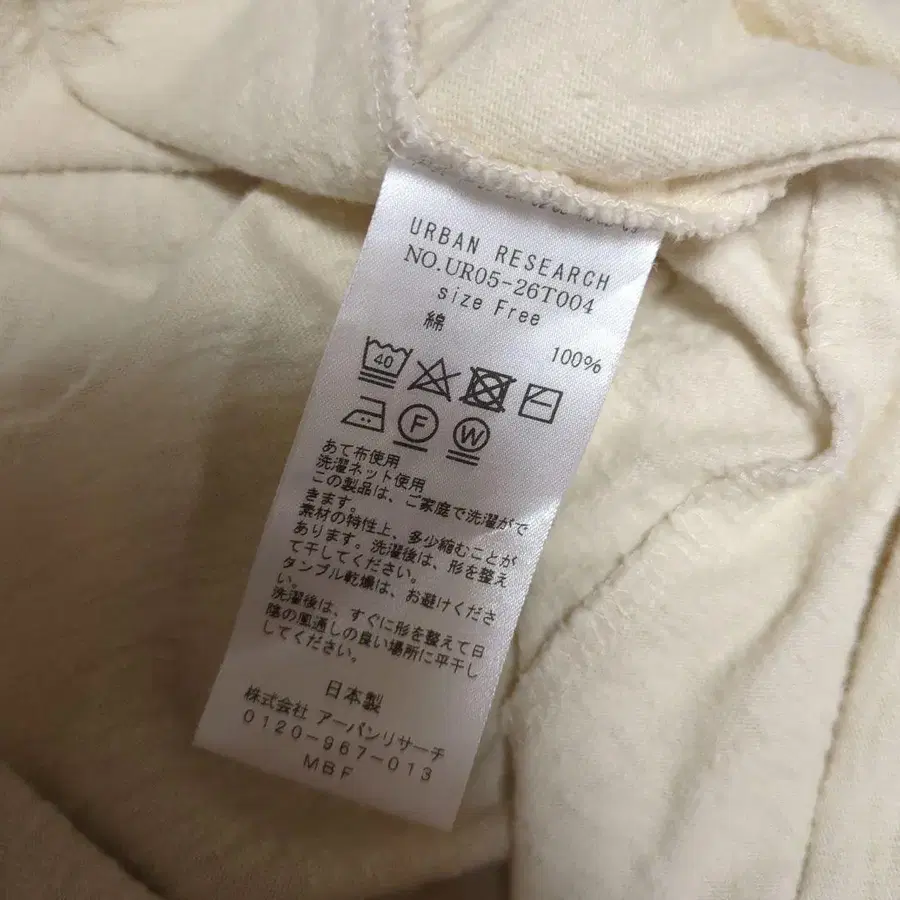 URBAN RESEARCH
NO.UR05-26T004
size Free
綿 100%
40
F W
あて布使用
洗濯ネット使用
この製品は、ご家庭で洗濯がで
きます。
素材の特性上、多少縮むことが
あります。洗濯後は、形を整え
て干してください。
タンブル乾燥は、お避けくださ
い。
洗濯後は、すぐに形を整えて日
陰の風通しの良い場所に平干し
してください。
日本製
株式会社 アーバンリサーチ
0120-967-013
MBF